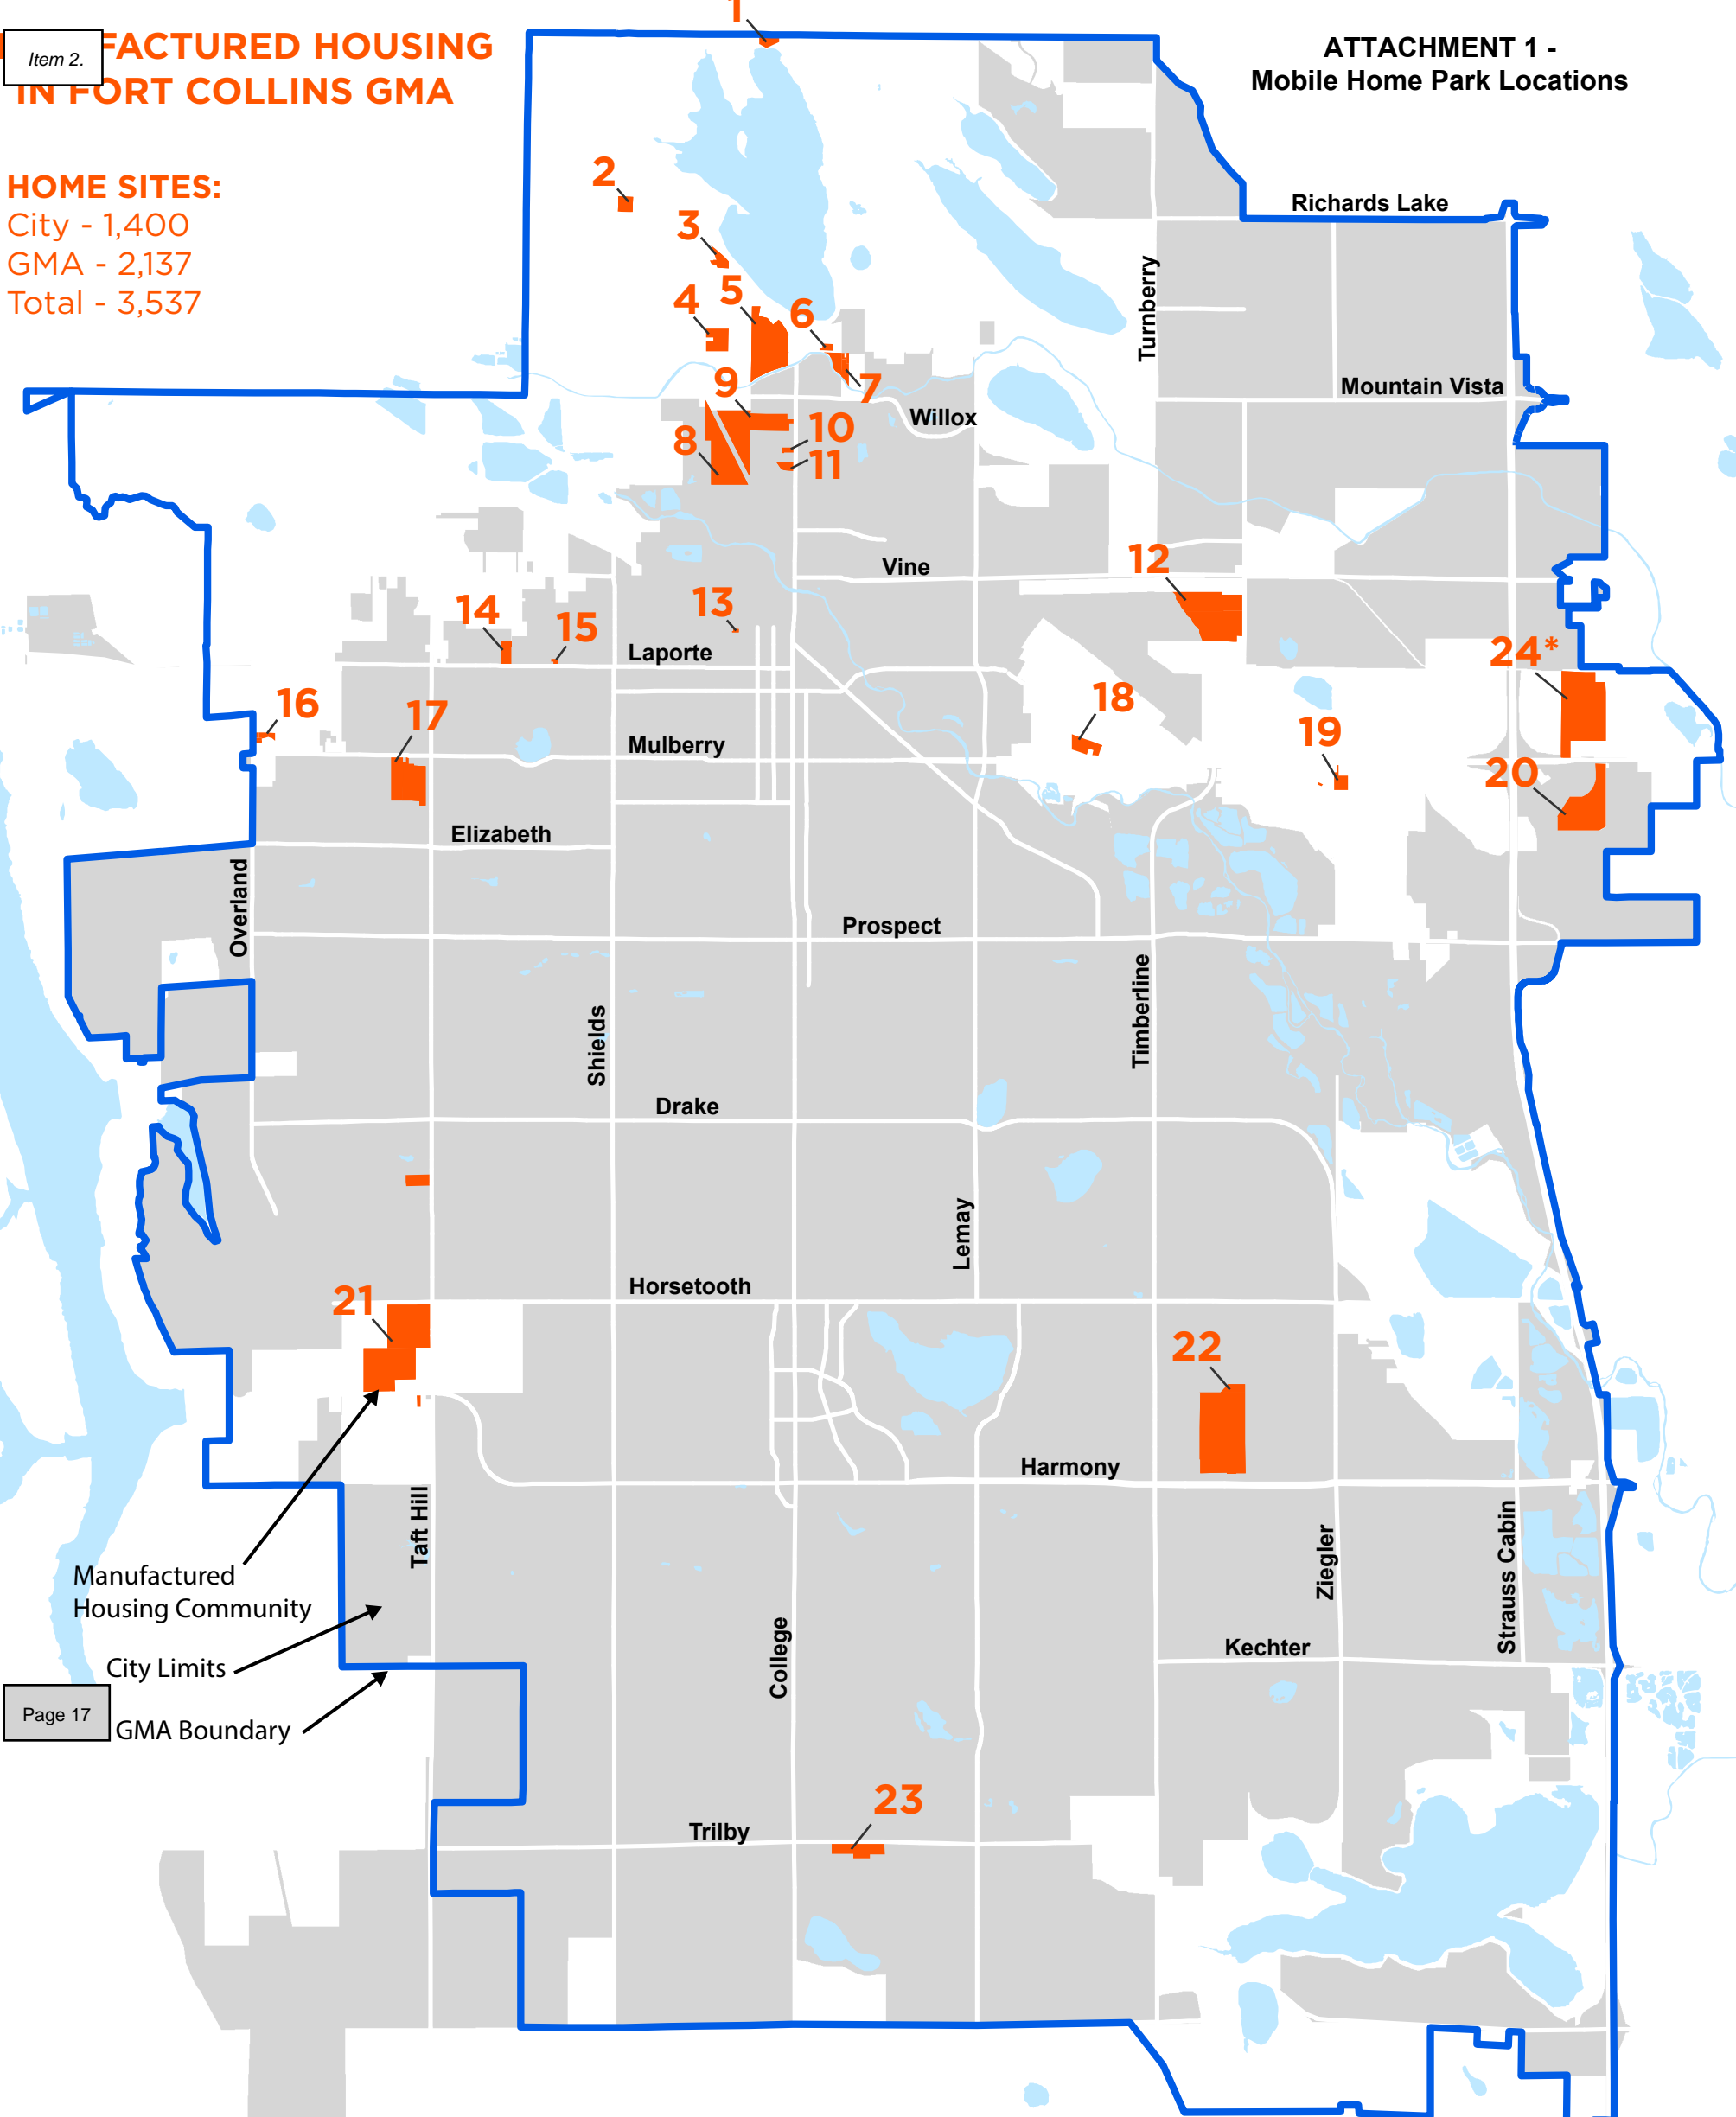 Item 2.
FACTURED HOUSING
IN FORT COLLINS GMA
ATTACHMENT 1 -
Mobile Home Park Locations
HOME SITES:
City - 1,400
GMA - 2,137
Total - 3,537
1
2
Richards Lake
3
Turnberry
4
5
6
7
Mountain Vista
9
Willox
8
10
11
Vine
12
13
14
15
Laporte
24*
16
17
18
19
Mulberry
20
Elizabeth
Overland
Prospect
Timberline
Shields
Drake
Lemay
Horsetooth
21
22
Harmony
Taft Hill
Ziegler
Strauss Cabin
Manufactured
Housing Community
College
Kechter
City Limits
Page 17
GMA Boundary
23
Trilby